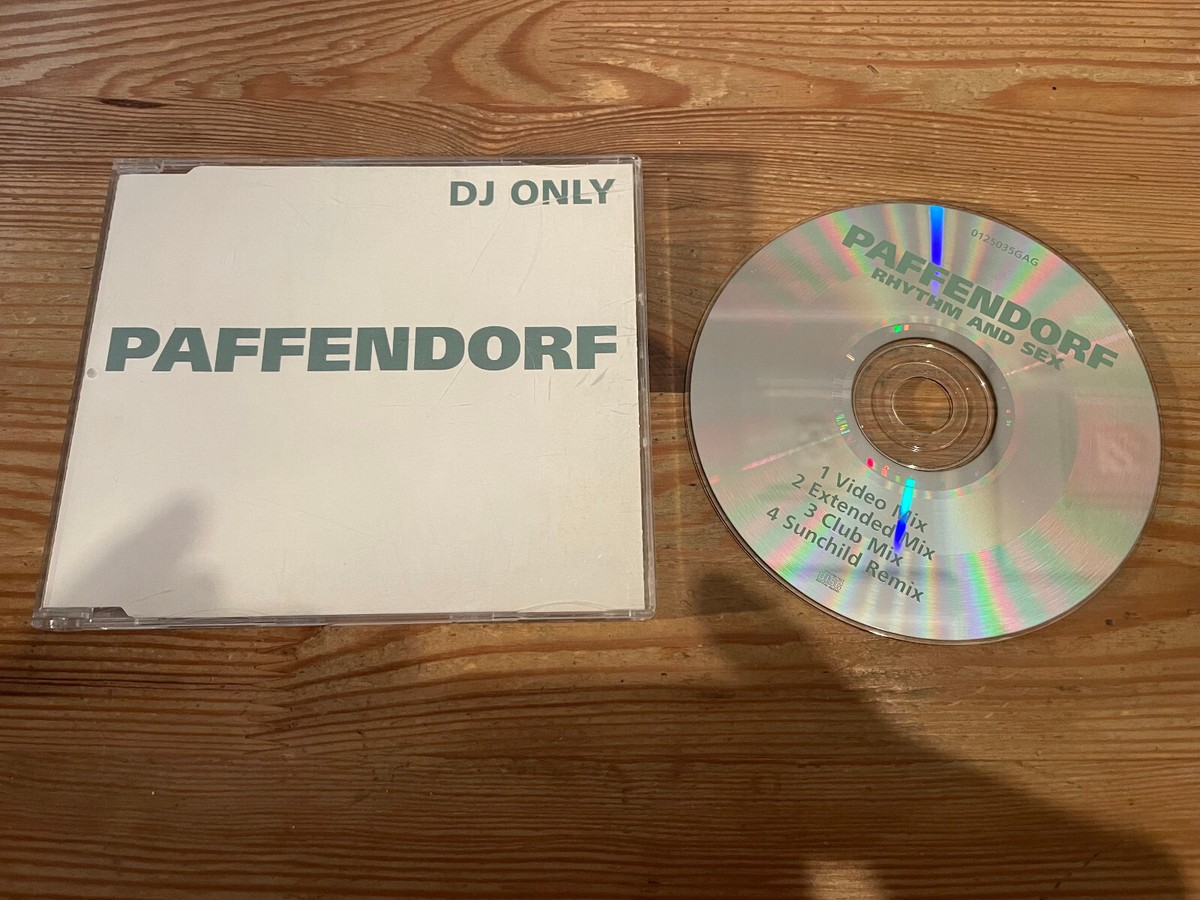 DJ ONLY
PAFFENDORF
0125035GAG
PAFFENDORF
RHYTHM AND SEX
1 Video Mix
2 Extended Mix
3 Club Mix
4 Sunchild Remix